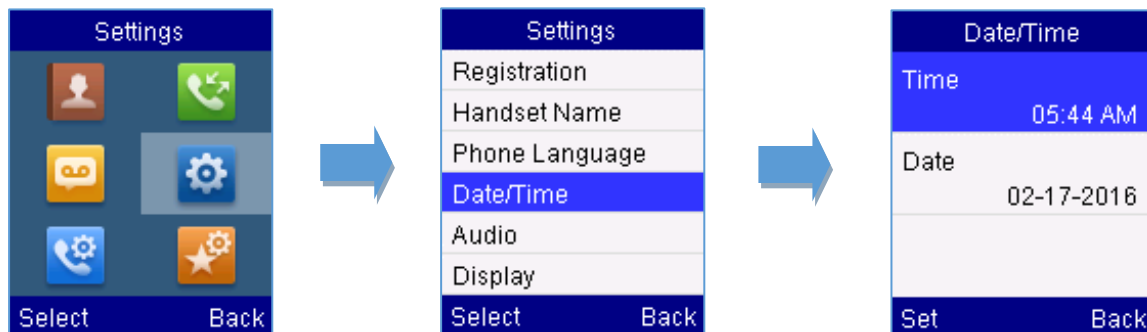 Settings
Select Back
Settings
Registration
Handset Name
Phone Language
Date/Time
Audio
Display
Select Back
Date/Time
Time
05:44 AM
Date
02-17-2016
Set Back